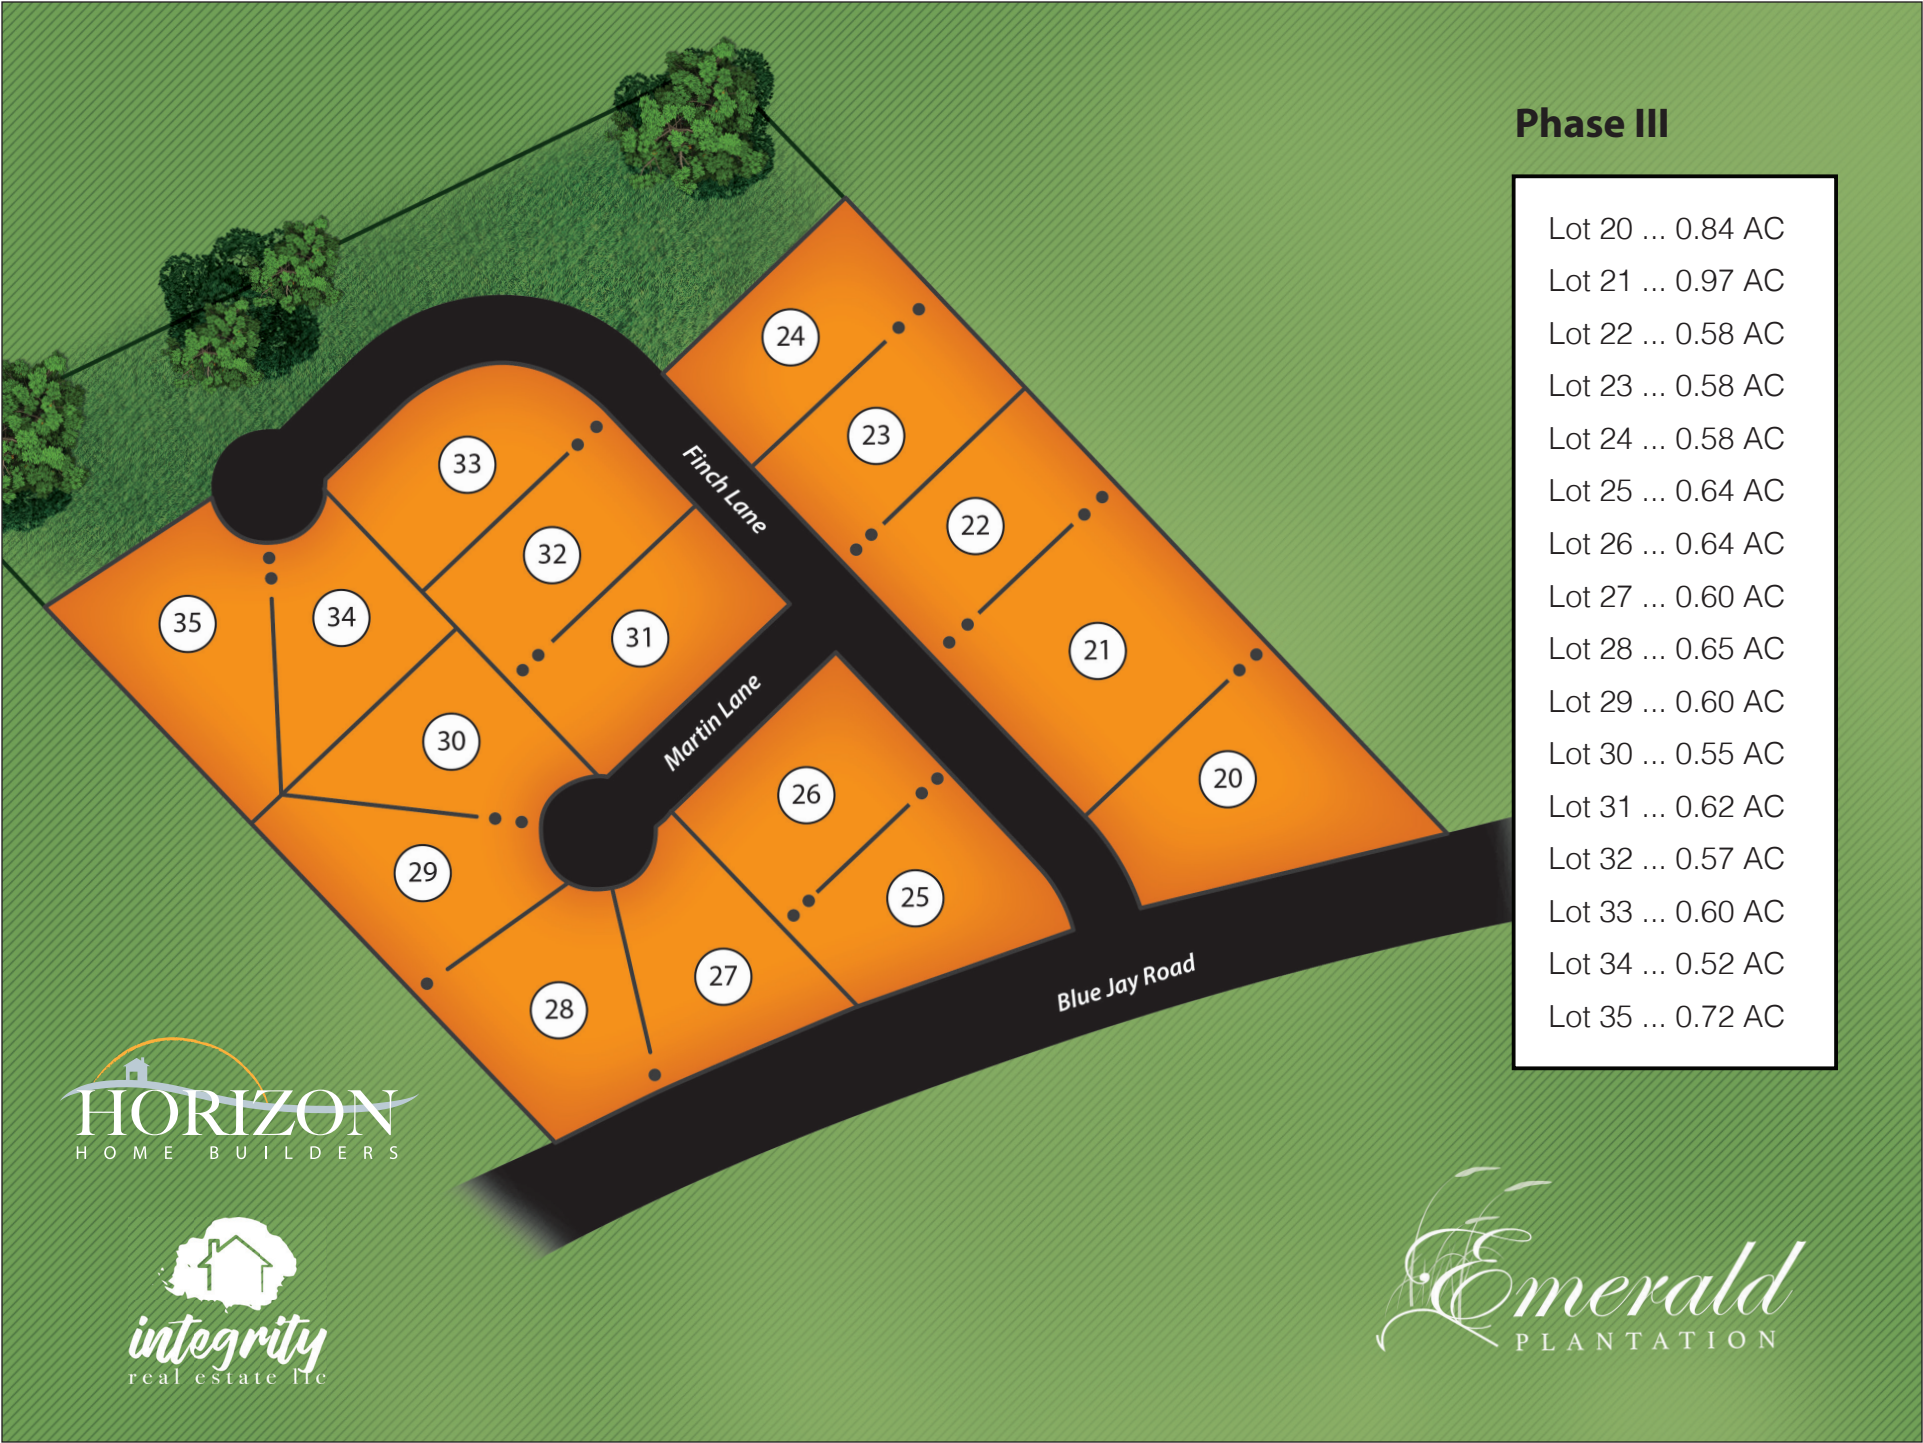 Phase III
Lot 20 ... 0.84 AC
Lot 21 ... 0.97 AC
Lot 22 ... 0.58 AC
Lot 23 ... 0.58 AC
Lot 24 ... 0.58 AC
Lot 25 ... 0.64 AC
Lot 26 ... 0.64 AC
Lot 27 ... 0.60 AC
Lot 28 ... 0.65 AC
Lot 29 ... 0.60 AC
Lot 30 ... 0.55 AC
Lot 31 ... 0.62 AC
Lot 32 ... 0.57 AC
Lot 33 ... 0.60 AC
Lot 34 ... 0.52 AC
Lot 35 ... 0.72 AC
24
23
33
Finch Lane
22
32
35
34
31
21
Martin Lane
30
20
26
29
25
27
Blue Jay Road
28
HORIZON
HOME BUILDERS
integrity
real estate llc
Emerald
PLANTATION